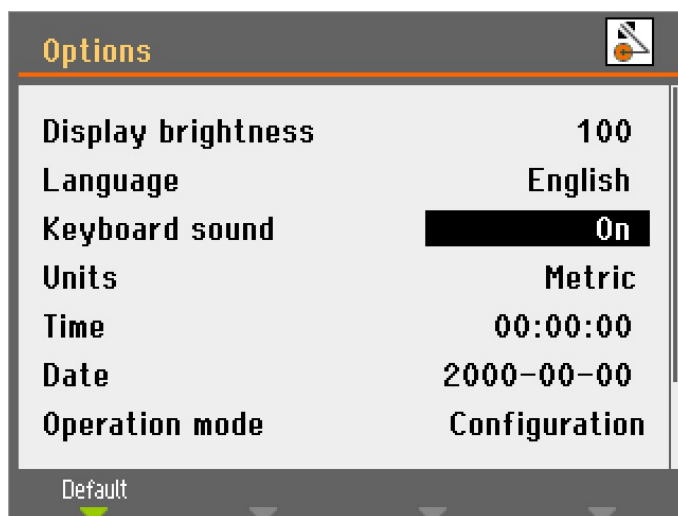 Options
Display brightness 100
Language English
Keyboard sound On
Units Metric
Time 00:00:00
Date 2000-00-00
Operation mode Configuration
Default